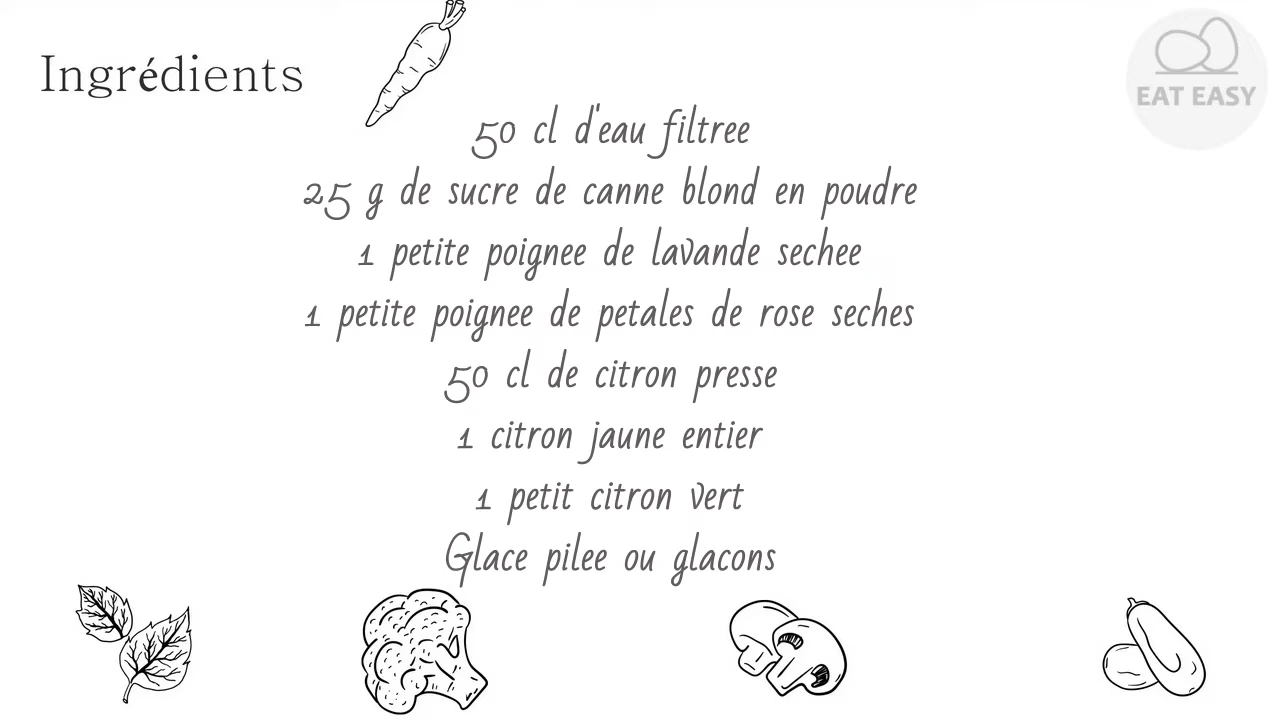 Ingrédients
EAT EASY
50 cl d'eau filtree
25 g de sucre de canne blond en poudre
1 petite poignee de lavande sechee
1 petite poignee de petales de rose seches
50 cl de citron presse
1 citron jaune entier
1 petit citron vert
Glace pilee ou glacons